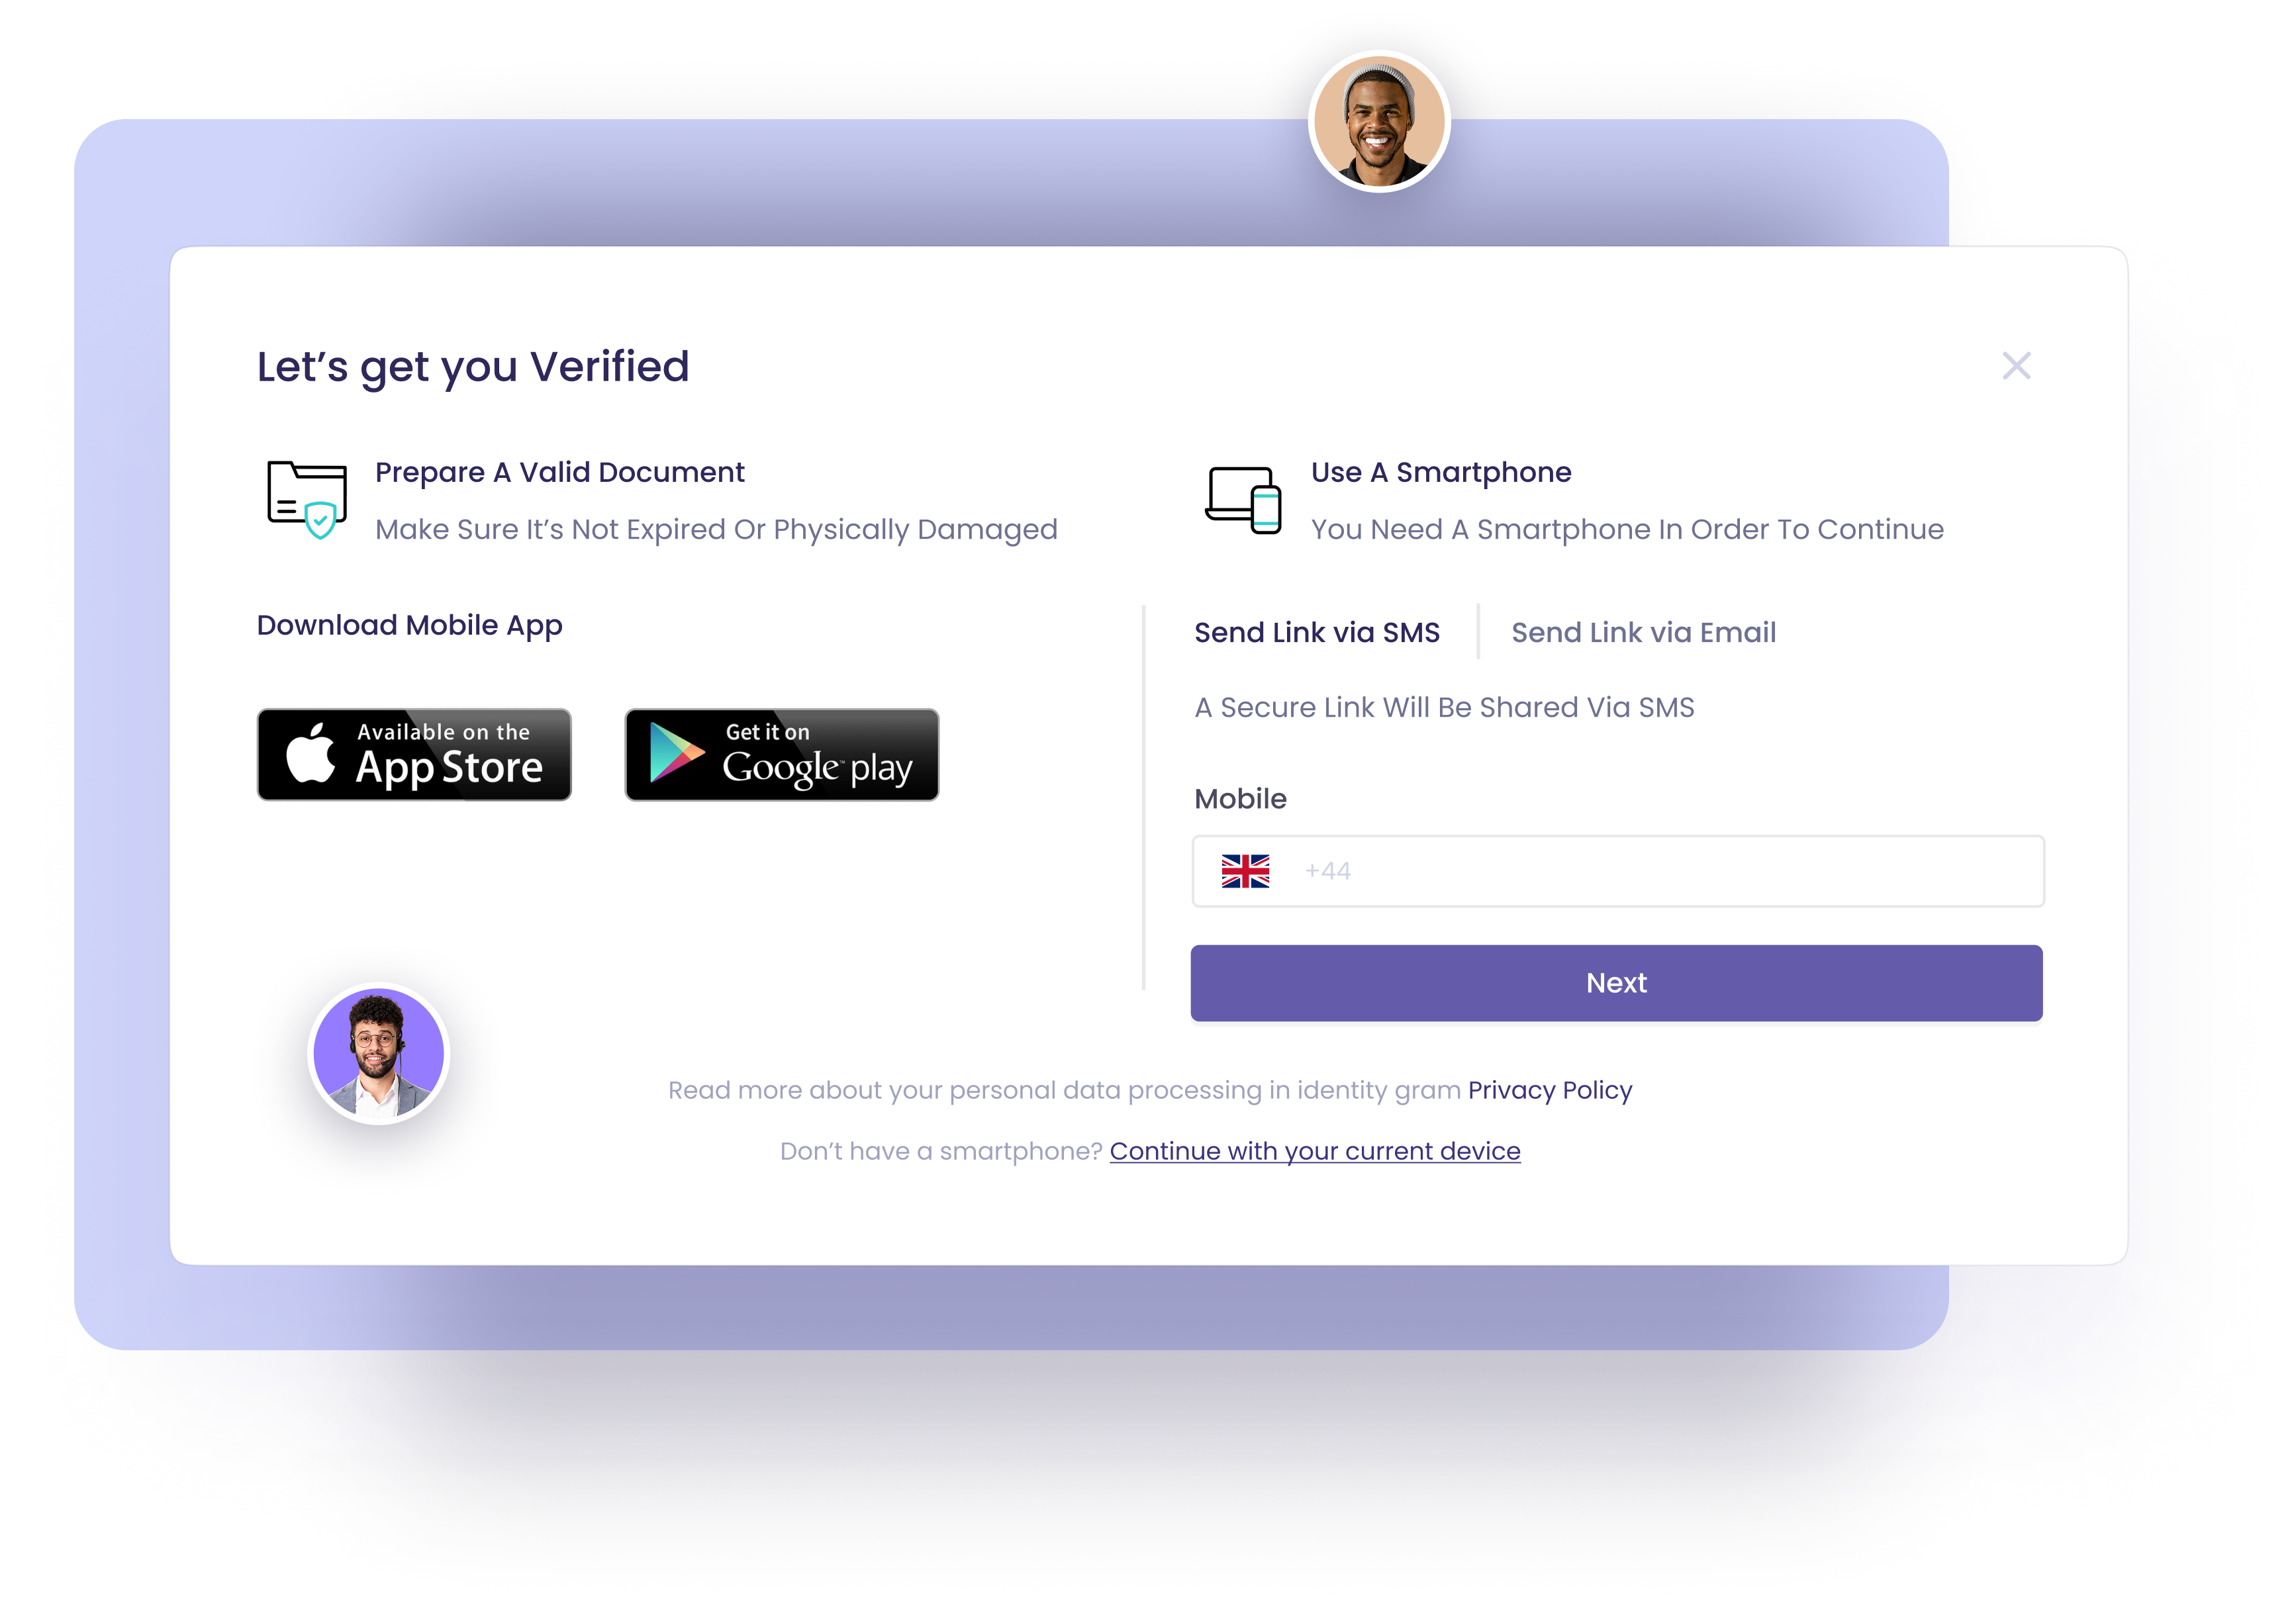 Let’s get you Verified
Prepare A Valid Document
Make Sure It’s Not Expired Or Physically Damaged
Use A Smartphone
You Need A Smartphone In Order To Continue
Download Mobile App
Available on the
App Store
Get it on
Google™ play
Send Link via SMS
Send Link via Email
A Secure Link Will Be Shared Via SMS
Mobile
+44
Next
Read more about your personal data processing in identity gram Privacy Policy
Don’t have a smartphone? Continue with your current device